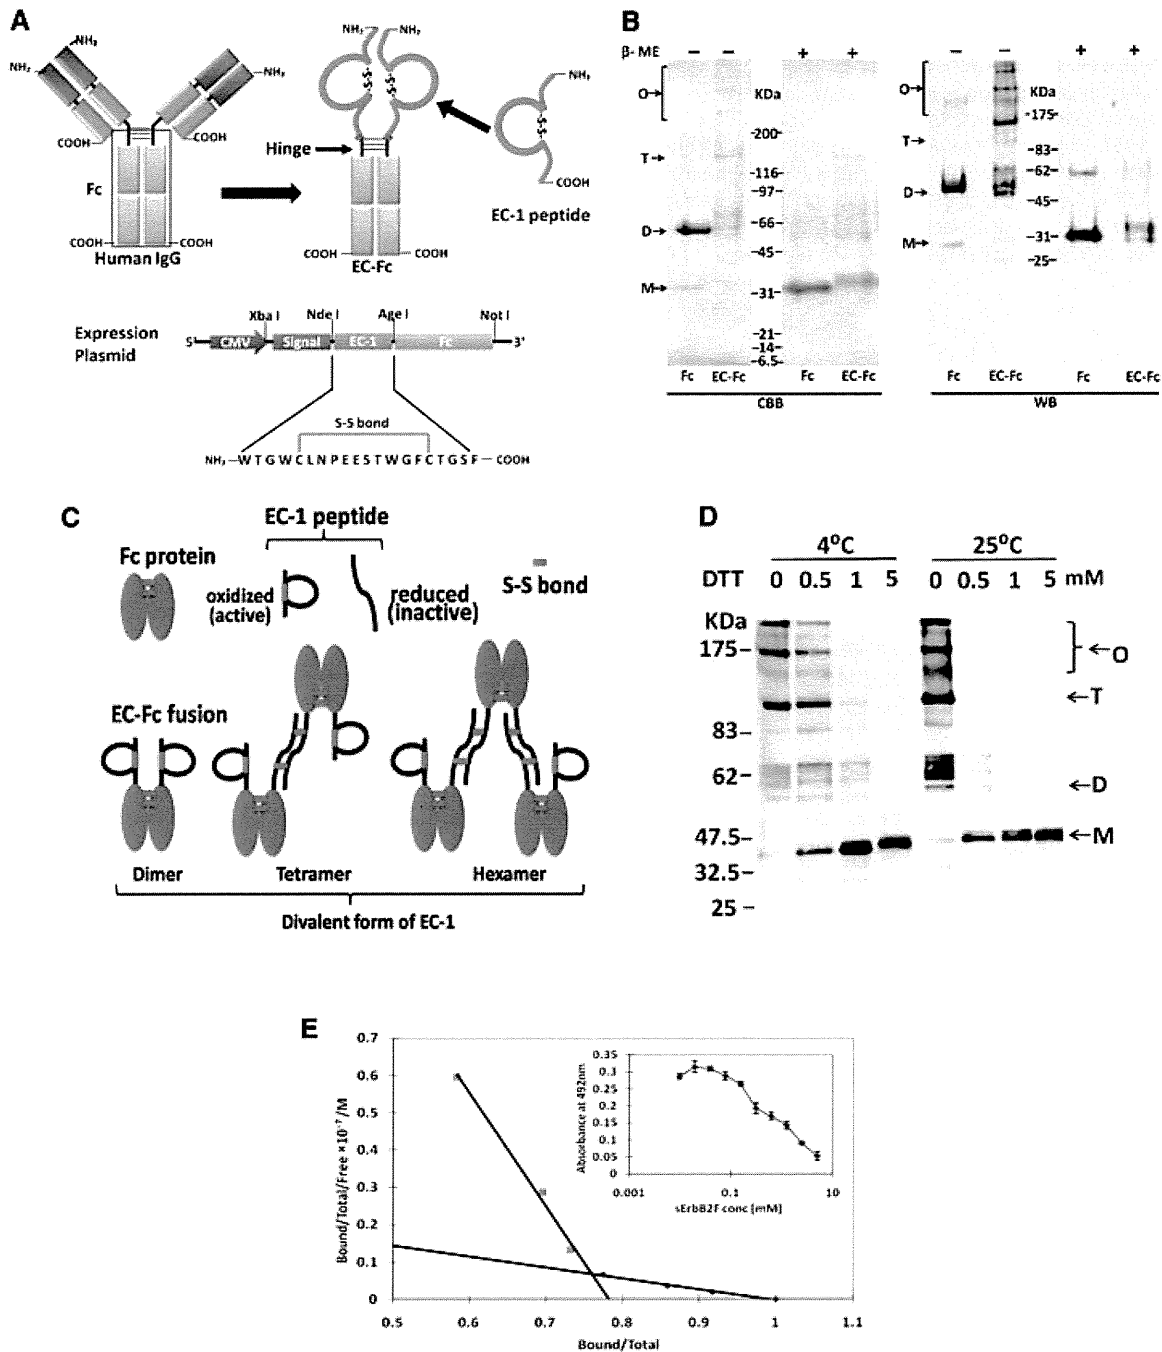 A
NH₂
NH₂
NH₂
COOH
COOH
Fc
COOH
COOH
Human IgG
NH₂
NH₂
S-S
S-S
Hinge
COOH
COOH
EC-Fc
NH₂
S-S
COOH
EC-1 peptide
Expression
Plasmid
Xba I
Nde I
Age I
Not I
5'
CMV
Signal
EC-1
Fc
3'
S-S bond
NH₂ — W T G W C L N P E E S T W G F C T G S F — COOH
B
β- ME
− − + +
KDa
O
T
D
M
200
116
97
66
45
31
21
14
6.5
Fc EC-Fc Fc EC-Fc
CBB
− − + +
KDa
O
T
D
M
175
83
62
45
31
25
Fc EC-Fc Fc EC-Fc
WB
C
EC-1 peptide
Fc protein
oxidized
(active)
reduced
(inactive)
S-S bond
EC-Fc fusion
Dimer Tetramer Hexamer
Divalent form of EC-1
D
4°C 25°C
DTT 0 0.5 1 5 0 0.5 1 5 mM
KDa
175
83
62
47.5
32.5
25
O
T
D
M
E
Bound/Total/Free ×10⁻⁷/M
0.7
0.6
0.5
0.4
0.3
0.2
0.1
0
0.5 0.6 0.7 0.8 0.9 1 1.1
Bound/Total
Absorbance at 492nm
0.35
0.3
0.25
0.2
0.15
0.1
0.05
0
0.001 0.1 10
sErbB2F conc [mM]